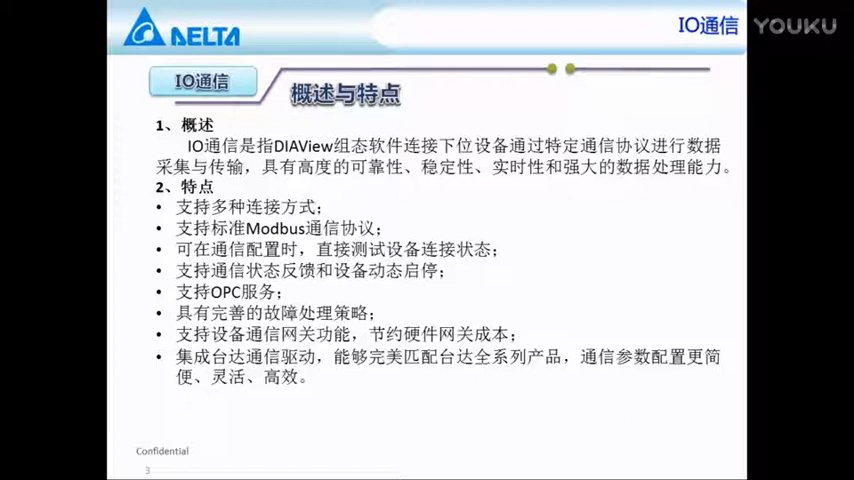 DELTA
IO通信
YOUKU
IO通信
概述与特点
1、概述
IO通信是指DIAView组态软件连接下位设备通过特定通信协议进行数据
采集与传输，具有高度的可靠性、稳定性、实时性和强大的数据处理能力。
2、特点
• 支持多种连接方式；
• 支持标准Modbus通信协议；
• 可在通信配置时，直接测试设备连接状态；
• 支持通信状态反馈和设备动态启停；
• 支持OPC服务；
• 具有完善的故障处理策略；
• 支持设备通信网关功能，节约硬件网关成本；
• 集成台达通信驱动，能够完美匹配台达全系列产品，通信参数配置更简
便、灵活、高效。
Confidential
3